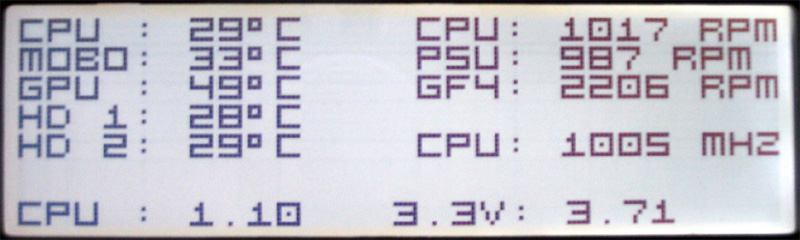 CPU : 29°C CPU: 1017 RPM
MOBO: 33°C PSU: 987 RPM
GPU : 49°C GF4: 2206 RPM
HD 1: 28°C
HD 2: 29°C CPU: 1005 MHZ
CPU : 1.10 3.3V: 3.71